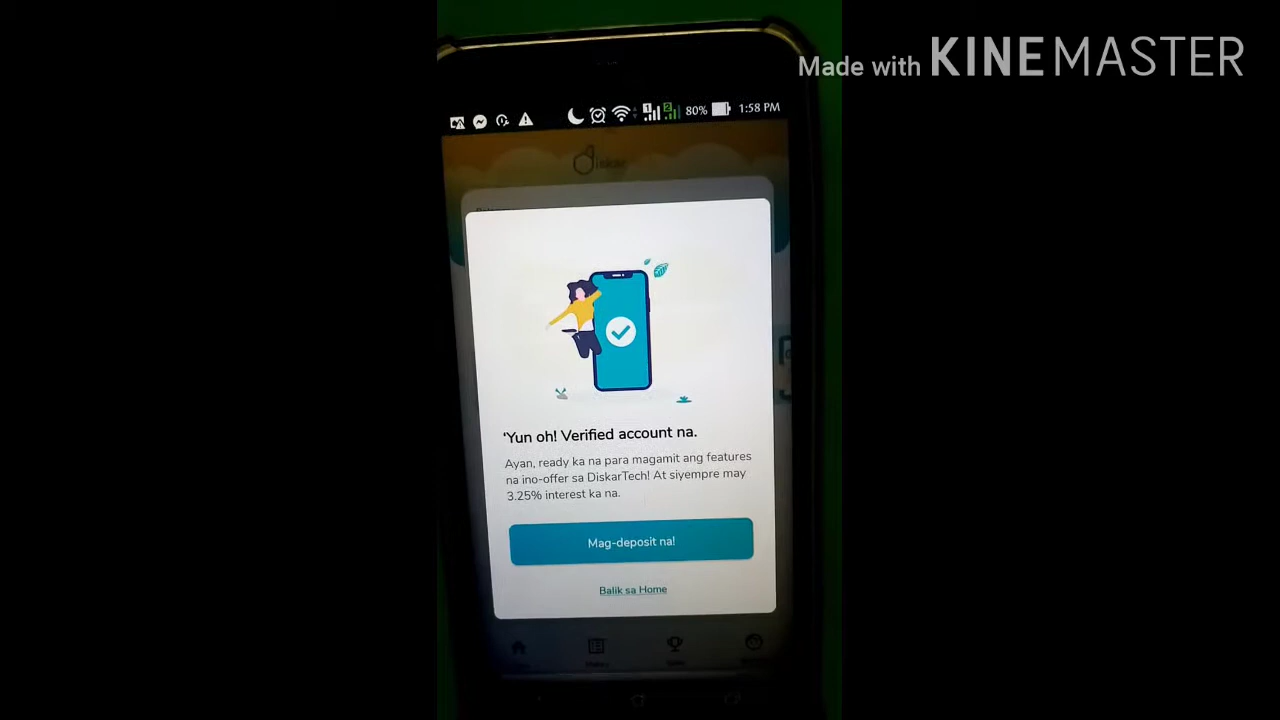 Made with KINEMASTER
80% 1:58 PM
Diskar
'Yun oh! Verified account na.
Ayan, ready ka na para magamit ang features
na ino-offer sa DiskarTech! At siyempre may
3.25% interest ka na.
Mag-deposit na!
Balik sa Home